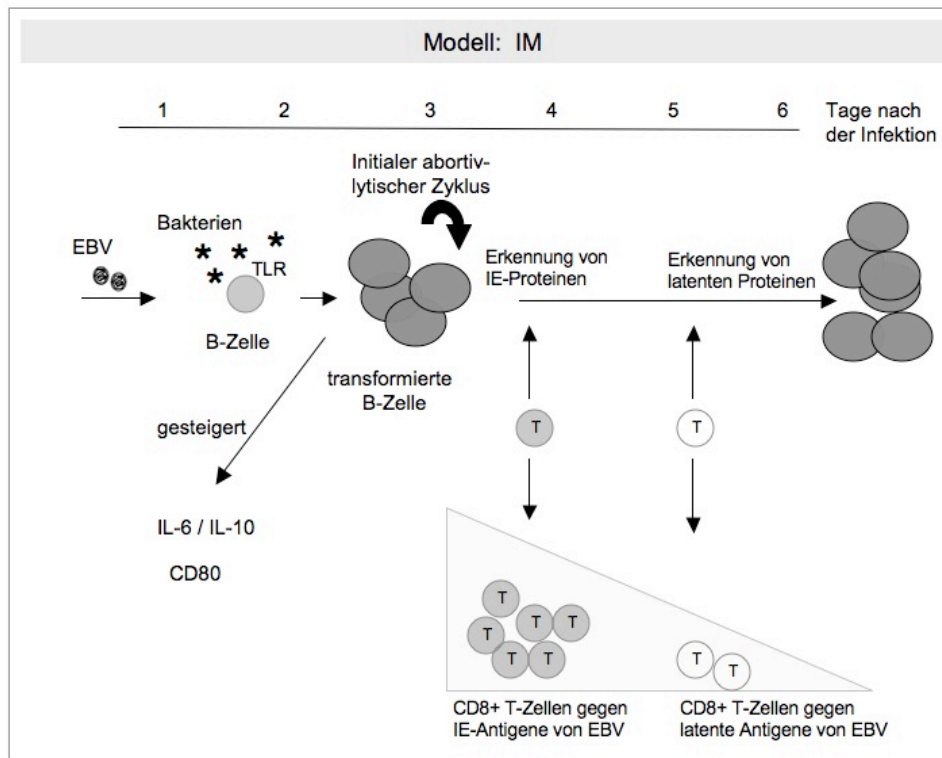 Modell: IM
1 2 3 4 5 6 Tage nach
der Infektion
Initialer abortiv-
lytischer Zyklus
EBV
Bakterien
TLR
B-Zelle
transformierte
B-Zelle
Erkennung von
IE-Proteinen
Erkennung von
latenten Proteinen
gesteigert
IL-6 / IL-10
CD80
T
T
T
T T
T
T T
T
T
CD8+ T-Zellen gegen
IE-Antigene von EBV
CD8+ T-Zellen gegen
latente Antigene von EBV